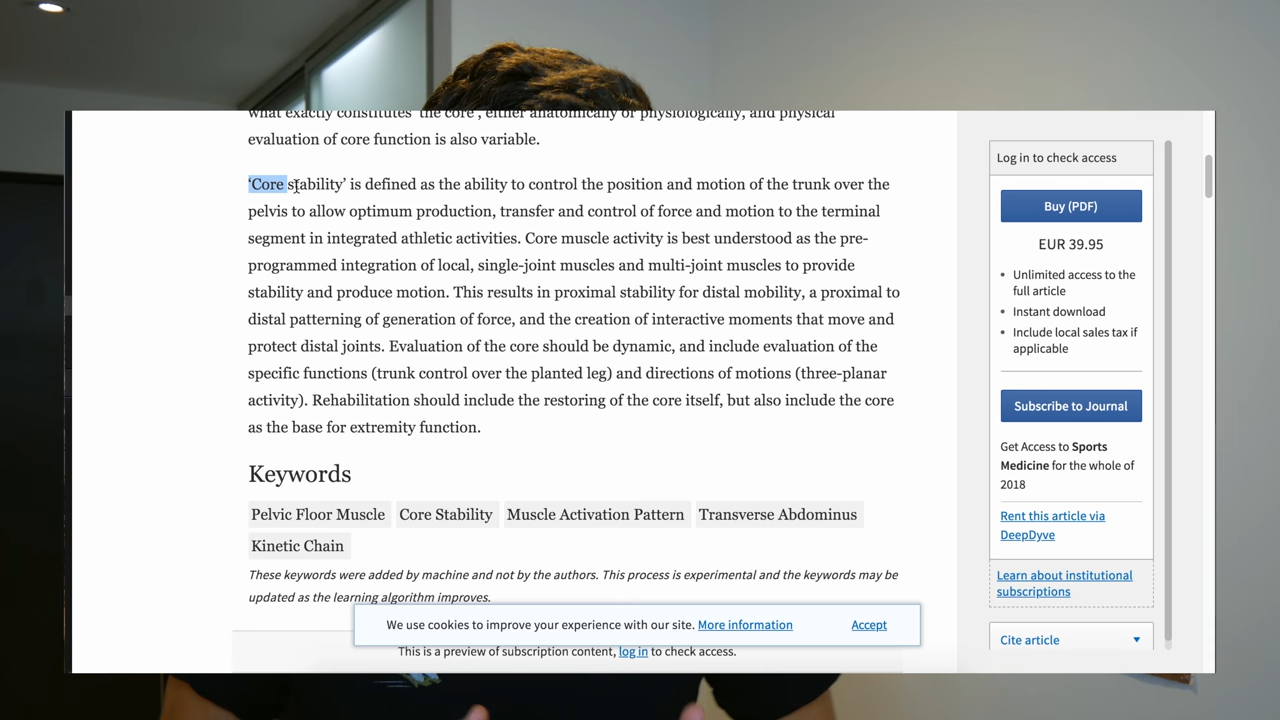 what exactly constitutes 'the core', either anatomically or physiologically, and physical
evaluation of core function is also variable.
‘Core stability’ is defined as the ability to control the position and motion of the trunk over the
pelvis to allow optimum production, transfer and control of force and motion to the terminal
segment in integrated athletic activities. Core muscle activity is best understood as the pre-
programmed integration of local, single-joint muscles and multi-joint muscles to provide
stability and produce motion. This results in proximal stability for distal mobility, a proximal to
distal patterning of generation of force, and the creation of interactive moments that move and
protect distal joints. Evaluation of the core should be dynamic, and include evaluation of the
specific functions (trunk control over the planted leg) and directions of motions (three-planar
activity). Rehabilitation should include the restoring of the core itself, but also include the core
as the base for extremity function.
Keywords
Pelvic Floor Muscle Core Stability Muscle Activation Pattern Transverse Abdominus
Kinetic Chain
These keywords were added by machine and not by the authors. This process is experimental and the keywords may be
updated as the learning algorithm improves.
We use cookies to improve your experience with our site. More information Accept
This is a preview of subscription content, log in to check access.
Log in to check access
Buy (PDF)
EUR 39.95
• Unlimited access to the
full article
• Instant download
• Include local sales tax if
applicable
Subscribe to Journal
Get Access to Sports
Medicine for the whole of
2018
Rent this article via
DeepDyve
Learn about institutional
subscriptions
Cite article